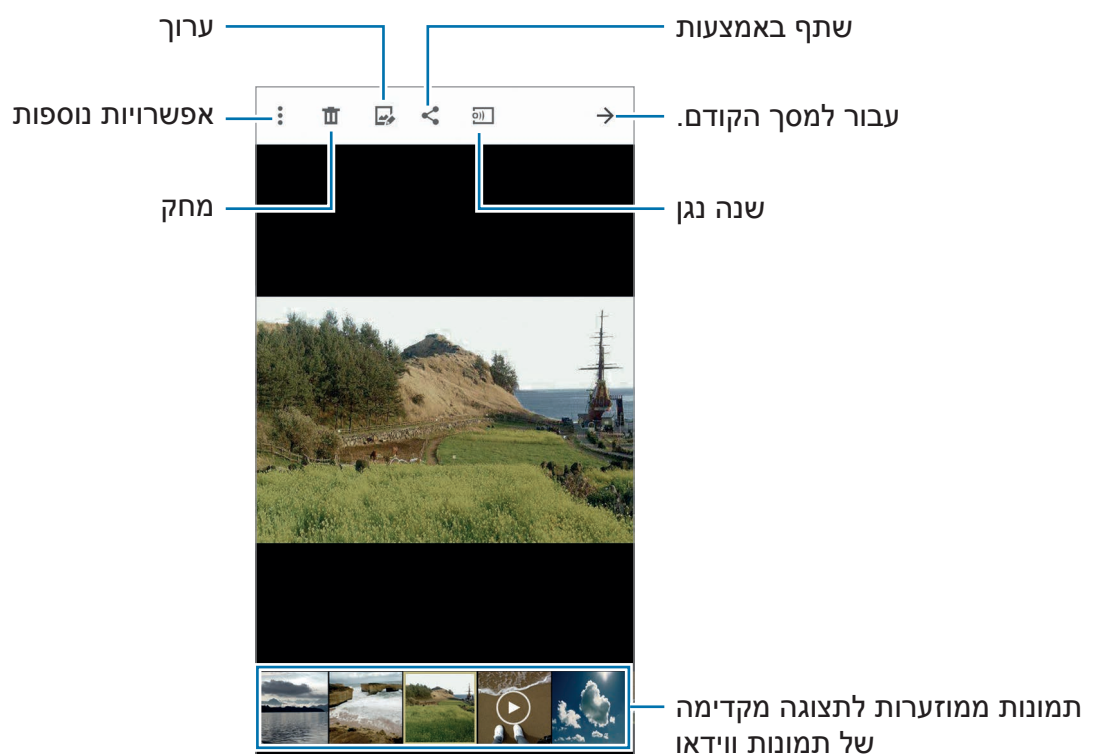 שתף באמצעות
ערוך
עבור למסך הקודם.
אפשרויות נוספות
שנה נגן
מחק
תמונות ממוזערות לתצוגה מקדימה
של תמונות ווידאו